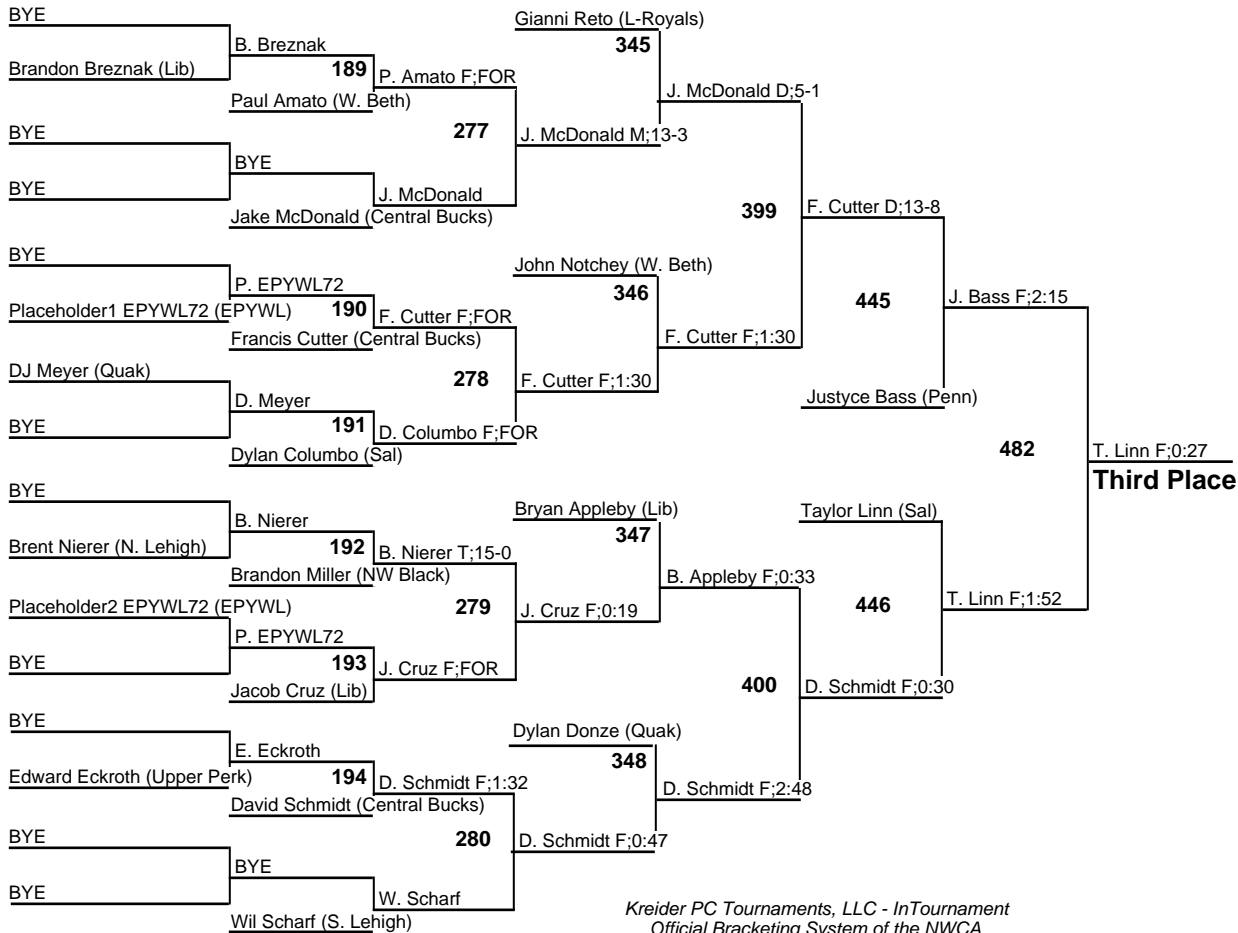 BYE
Gianni Reto (L-Royals)
B. Breznak
345
Brandon Breznak (Lib)
189
P. Amato F;FOR
J. McDonald D;5-1
Paul Amato (W. Beth)
277
J. McDonald M;13-3
BYE
BYE
BYE
J. McDonald
399
F. Cutter D;13-8
Jake McDonald (Central Bucks)
BYE
John Notchey (W. Beth)
P. EPYWL72
346
445
J. Bass F;2:15
Placeholder1 EPYWL72 (EPYWL)
190
F. Cutter F;FOR
Francis Cutter (Central Bucks)
F. Cutter F;1:30
DJ Meyer (Quak)
278
F. Cutter F;1:30
D. Meyer
Justyce Bass (Penn)
BYE
191
D. Columbo F;FOR
Dylan Columbo (Sal)
482
T. Linn F;0:27
Third Place
BYE
Bryan Appleby (Lib)
Taylor Linn (Sal)
B. Nierer
347
Brent Nierer (N. Lehigh)
192
B. Nierer T;15-0
Brandon Miller (NW Black)
B. Appleby F;0:33
Placeholder2 EPYWL72 (EPYWL)
279
J. Cruz F;0:19
446
T. Linn F;1:52
P. EPYWL72
BYE
193
J. Cruz F;FOR
Jacob Cruz (Lib)
400
D. Schmidt F;0:30
BYE
Dylan Donze (Quak)
E. Eckroth
348
Edward Eckroth (Upper Perk)
194
D. Schmidt F;1:32
D. Schmidt F;2:48
David Schmidt (Central Bucks)
BYE
280
D. Schmidt F;0:47
BYE
BYE
W. Scharf
Wil Scharf (S. Lehigh)
Kreider PC Tournaments, LLC - InTournament
Official Bracketing System of the NWCA